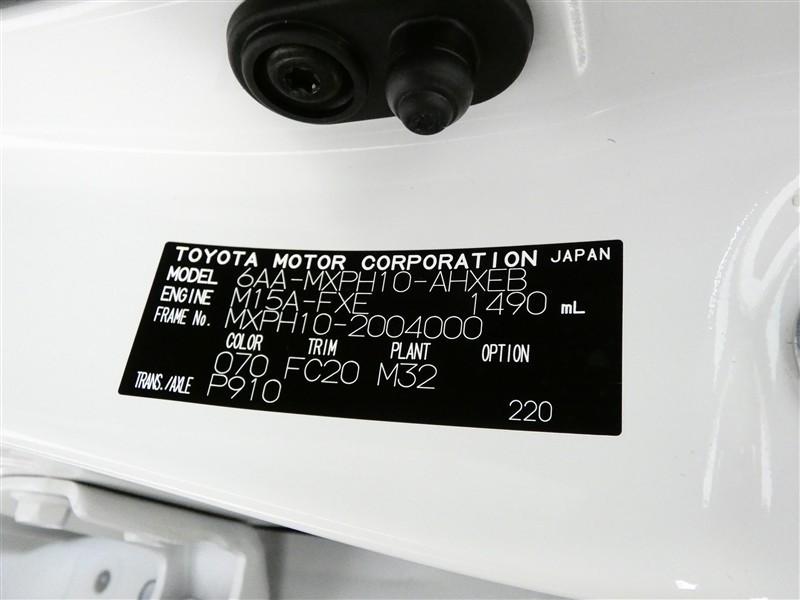 TOYOTA MOTOR CORPORATION JAPAN
MODEL 6AA-MXPH10-AHXEB
ENGINE M15A-FXE 1490 mL
FRAME No. MXPH10-2004000
COLOR TRIM PLANT OPTION
070 FC20 M32
TRANS./AXLE P910
220